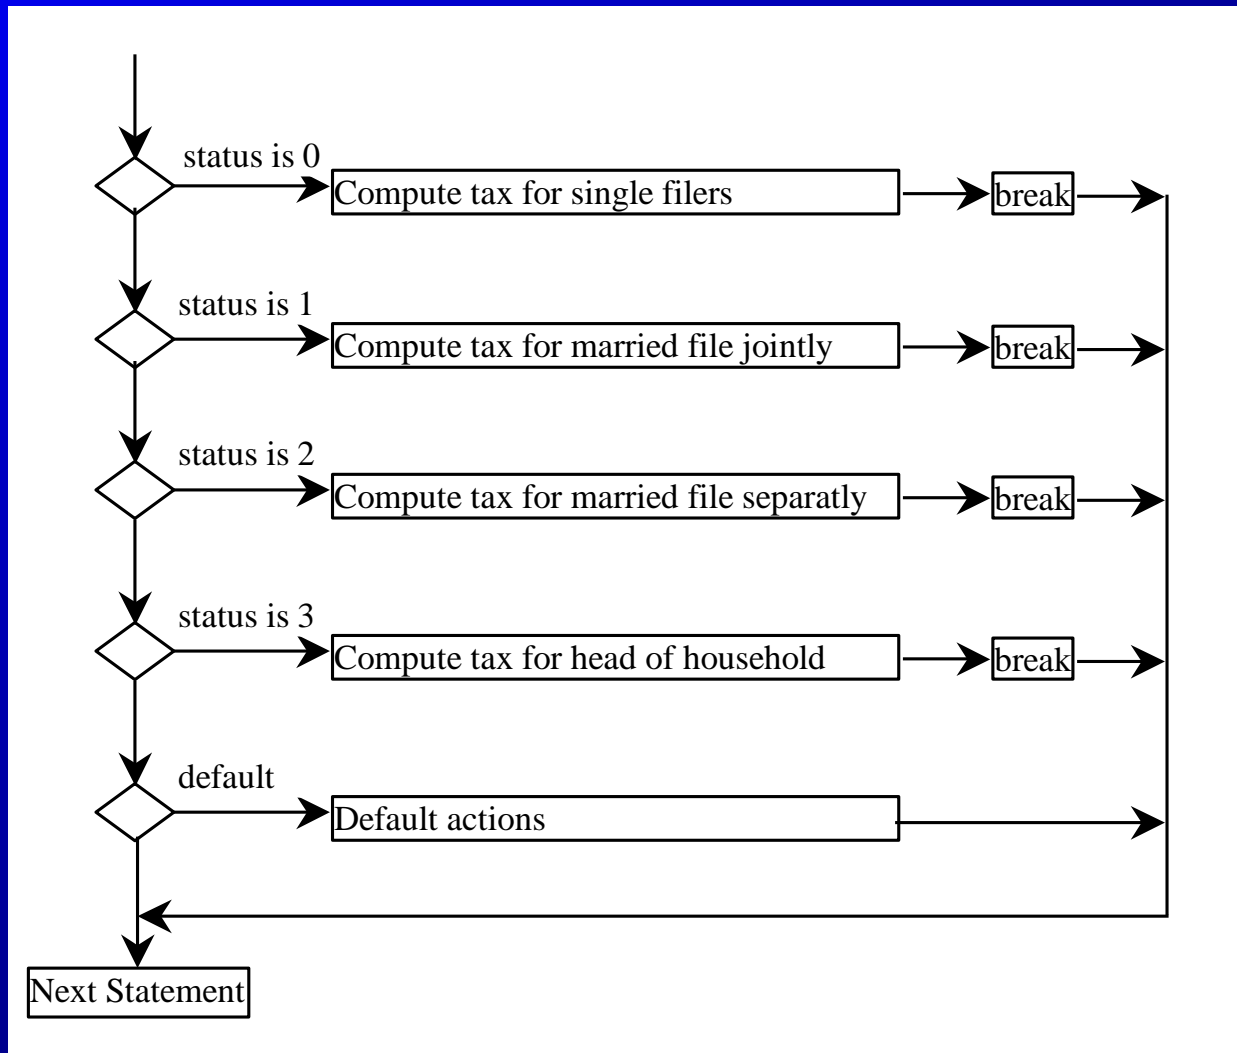 status is 0
Compute tax for single filers
break
status is 1
Compute tax for married file jointly
break
status is 2
Compute tax for married file separatly
break
status is 3
Compute tax for head of household
break
default
Default actions
Next Statement